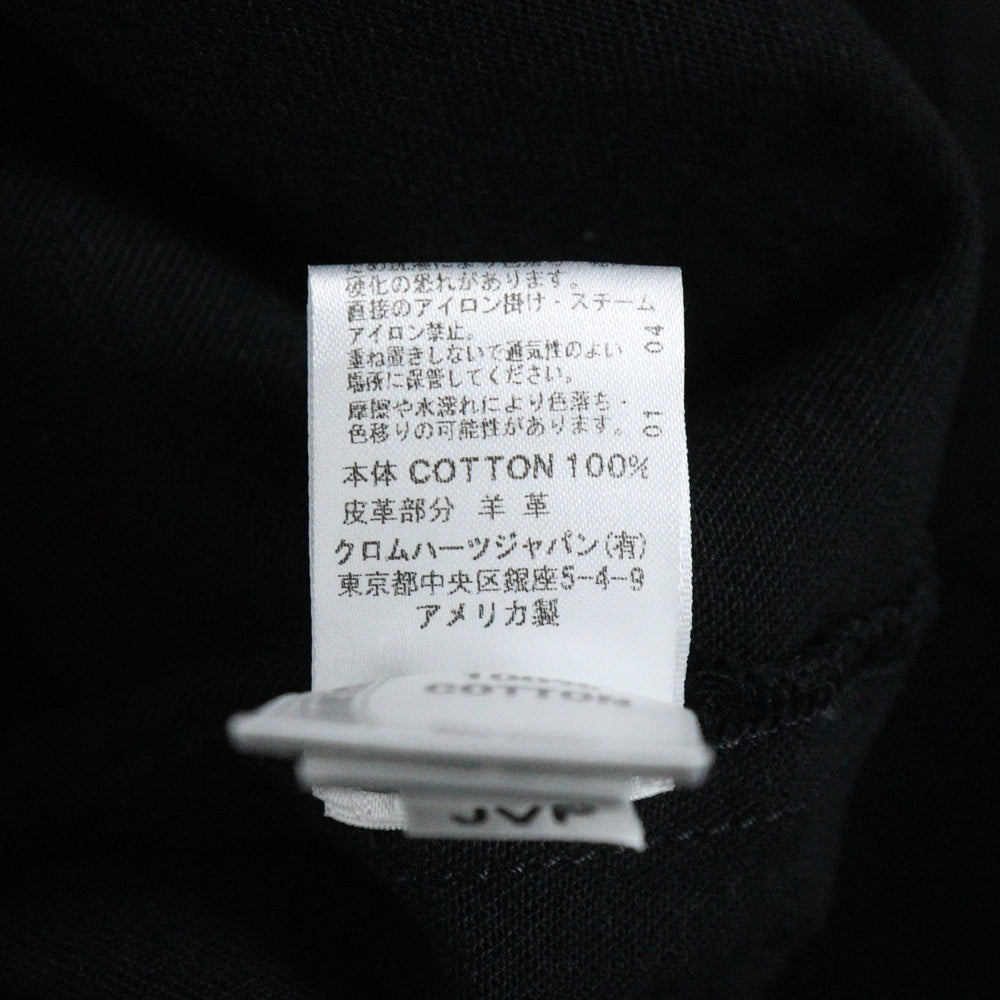 硬化の恐れがあります。
直接のアイロン掛け・スチーム
アイロン禁止。
重ね置きしないで通気性のよい
場所に保管してください。
摩擦や水濡れにより色落ち・
色移りの可能性があります。
04
01
本体 COTTON 100%
皮革部分 羊 革
クロムハーツジャパン(有)
東京都中央区銀座5-4-9
アメリカ製
100%
COTTON
JVP